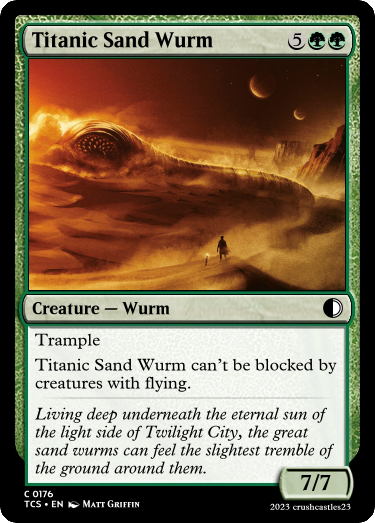 Titanic Sand Wurm 5
Creature — Wurm
Trample
Titanic Sand Wurm can't be blocked by
creatures with flying.
Living deep underneath the eternal sun of
the light side of Twilight City, the great
sand wurms can feel the slightest tremble of
the ground around them.
7/7
C 0176
TCS • EN Matt Griffin
2023 crushcastles23